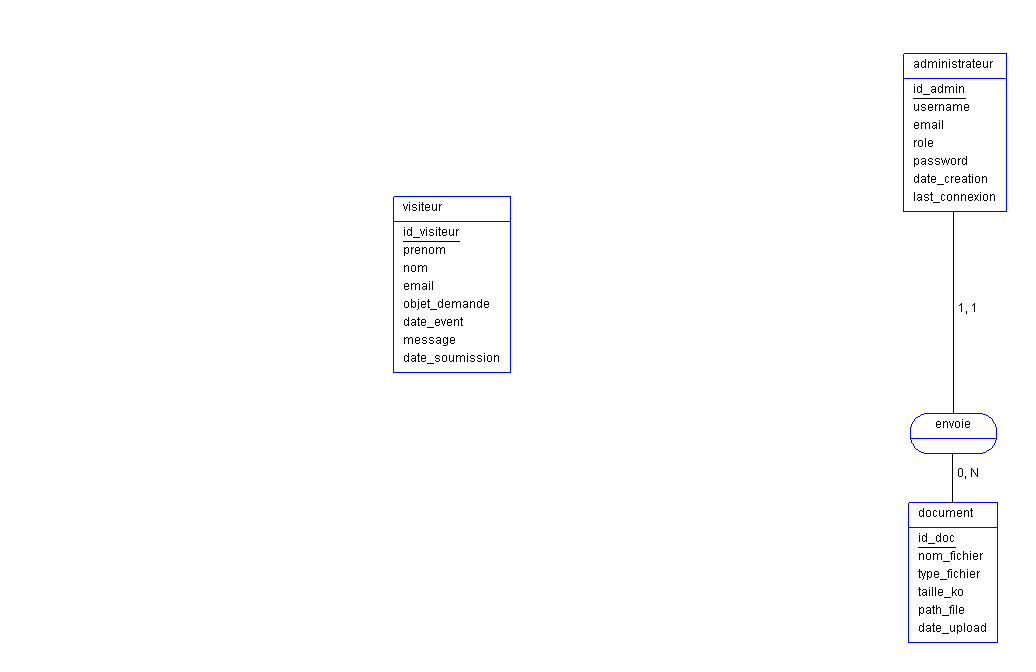 administrateur
id_admin
username
email
role
password
date_creation
last_connexion
visiteur
id_visiteur
prenom
nom
email
objet_demande
date_event
message
date_soumission
1, 1
envoie
0, N
document
id_doc
nom_fichier
type_fichier
taille_ko
path_file
date_upload